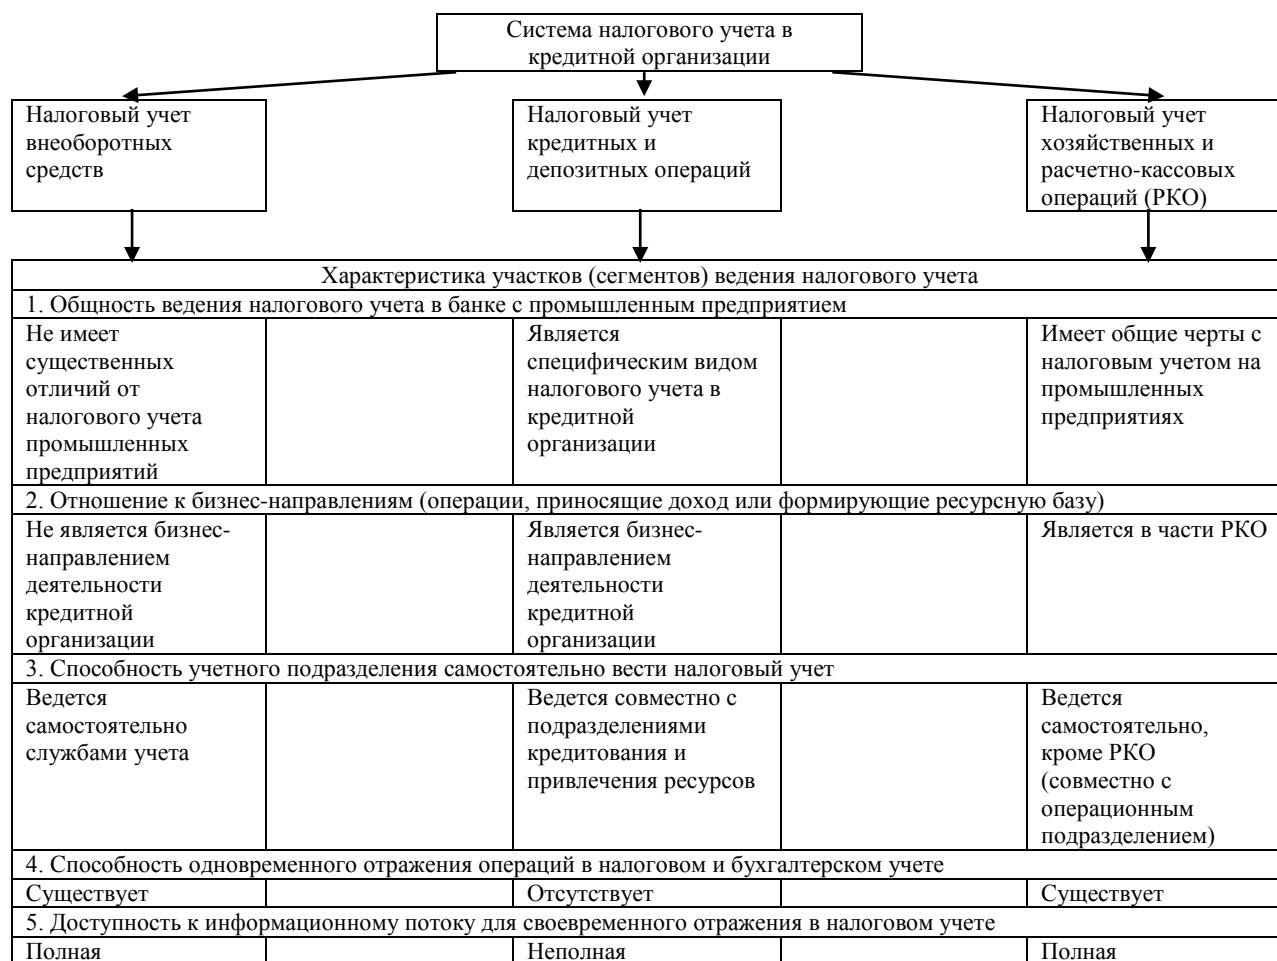 Система налогового учета в
кредитной организации
Налоговый учет
внеоборотных
средств
Налоговый учет
кредитных и
депозитных операций
Налоговый учет
хозяйственных и
расчетно-кассовых
операций (РКО)
Характеристика участков (сегментов) ведения налогового учета
1. Общность ведения налогового учета в банке с промышленным предприятием
Не имеет
существенных
отличий от
налогового учета
промышленных
предприятий
Является
специфическим видом
налогового учета в
кредитной
организации
Имеет общие черты с
налоговым учетом на
промышленных
предприятиях
2. Отношение к бизнес-направлениям (операции, приносящие доход или формирующие ресурсную базу)
Не является бизнес-
направлением
деятельности
кредитной
организации
Является бизнес-
направлением
деятельности
кредитной
организации
Является в части РКО
3. Способность учетного подразделения самостоятельно вести налоговый учет
Ведется
самостоятельно
службами учета
Ведется совместно с
подразделениями
кредитования и
привлечения ресурсов
Ведется
самостоятельно,
кроме РКО
(совместно с
операционным
подразделением)
4. Способность одновременного отражения операций в налоговом и бухгалтерском учете
Существует
Отсутствует
Существует
5. Доступность к информационному потоку для своевременного отражения в налоговом учете
Полная
Неполная
Полная